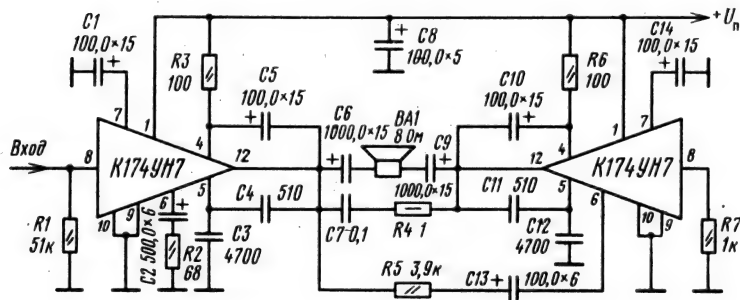 C1
100,0×15
+
R3
100
C5
100,0×15
+
C8
100,0×5
+
C10
100,0×15
+
R6
100
C14
100,0×15
+
+Uп
7
1
4
Вход
8
К174УН7
12
5
6
10
9
R1
51к
C2 500,0×6
+
R2
68
C3
4700
C4
510
C6
1000,0×15
+
BA1
8 Ом
C9
+
1000,0×15
C7 0,1
R4 1
C11 510
C12
4700
R5 3,9к
C13
+
100,0×6
12
4
5
К174УН7
1
7
8
6
10
9
R7
1к